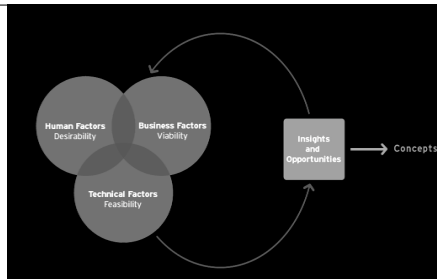 Human Factors
Desirability
Business Factors
Viability
Technical Factors
Feasibility
Insights
and
Opportunities
Concepts